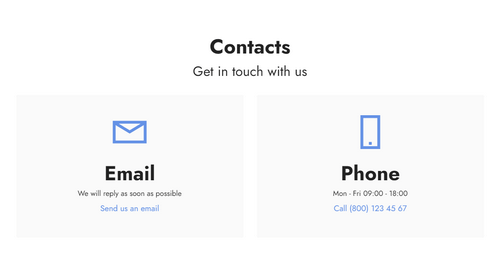 Contacts
Get in touch with us
Email
We will reply as soon as possible
Send us an email
Phone
Mon - Fri 09:00 - 18:00
Call (800) 123 45 67